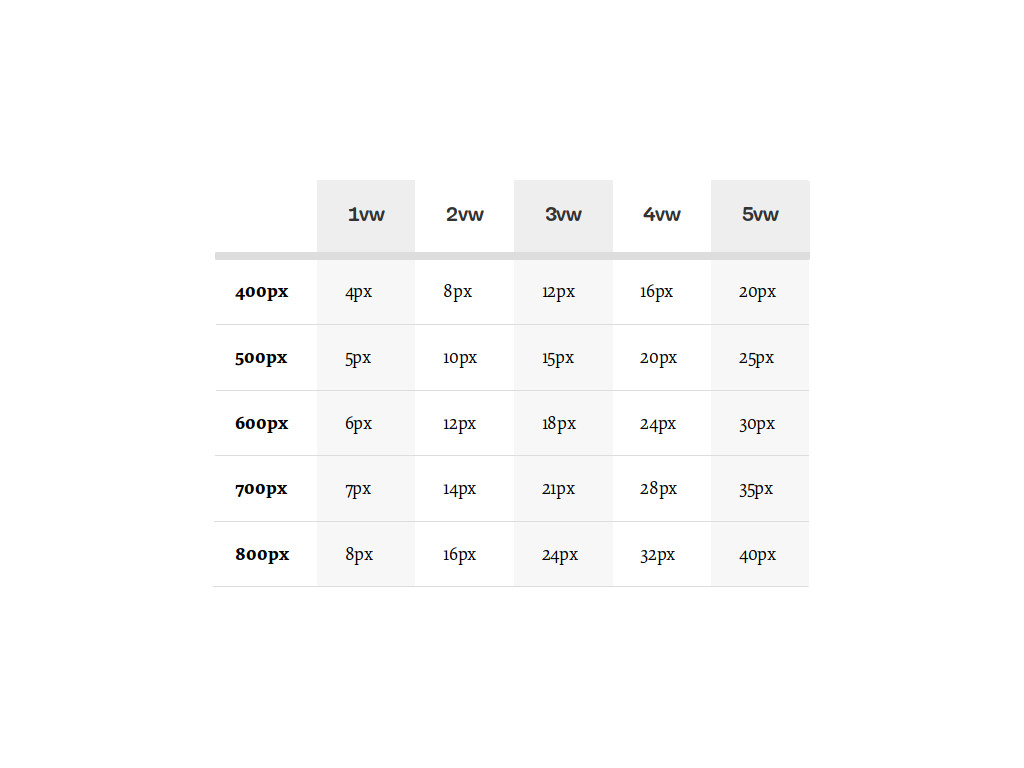 1vw 2vw 3vw 4vw 5vw
400px 4px 8px 12px 16px 20px
500px 5px 10px 15px 20px 25px
600px 6px 12px 18px 24px 30px
700px 7px 14px 21px 28px 35px
800px 8px 16px 24px 32px 40px